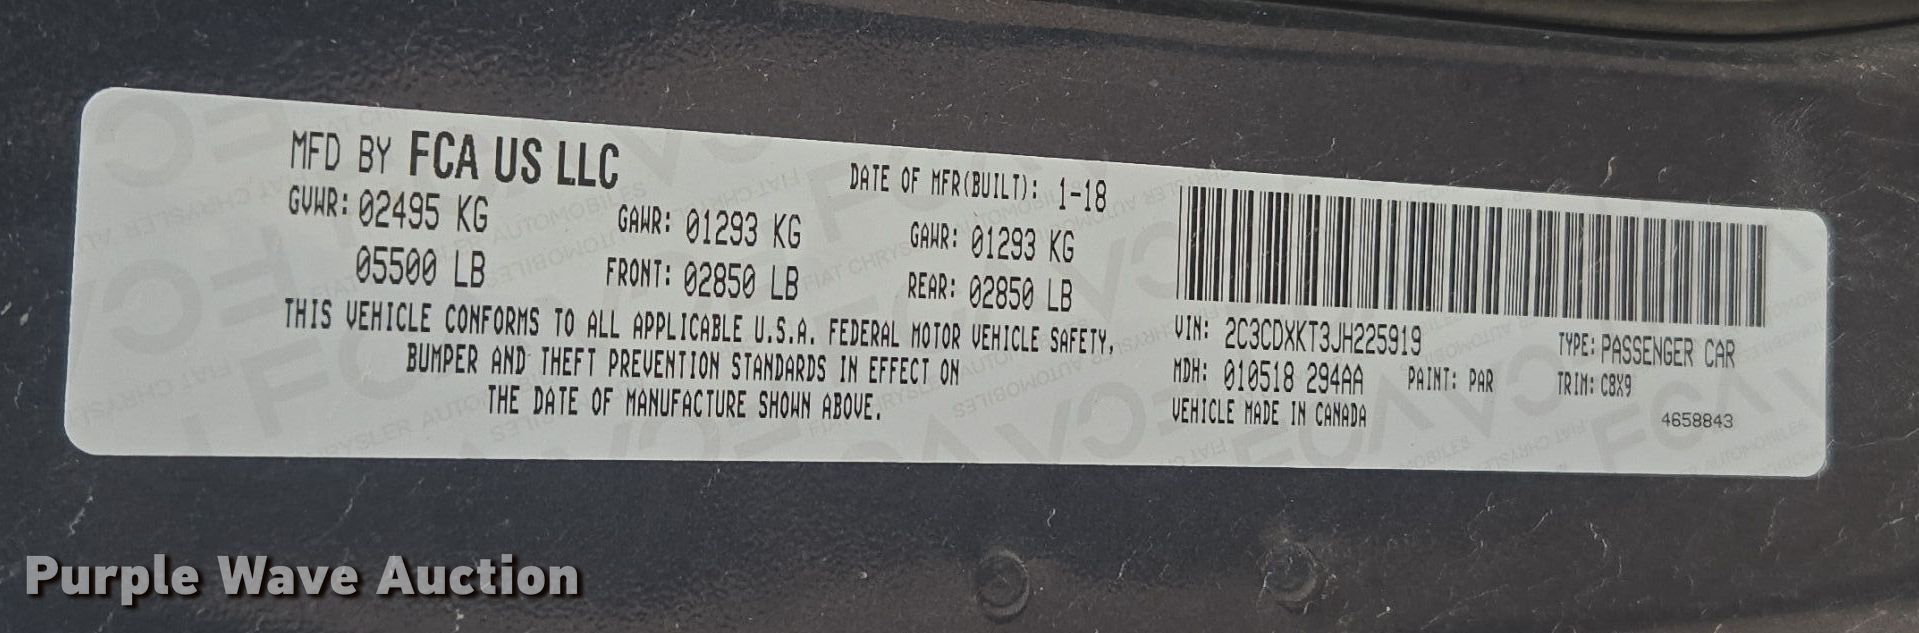 MFD BY FCA US LLC
DATE OF MFR(BUILT): 1-18
GVWR: 02495 KG GAWR: 01293 KG GAWR: 01293 KG
05500 LB FRONT: 02850 LB REAR: 02850 LB
THIS VEHICLE CONFORMS TO ALL APPLICABLE U.S.A. FEDERAL MOTOR VEHICLE SAFETY,
BUMPER AND THEFT PREVENTION STANDARDS IN EFFECT ON
THE DATE OF MANUFACTURE SHOWN ABOVE.
VIN: 2C3CDXKT3JH225919 TYPE: PASSENGER CAR
MDH: 010518 294AA PAINT: PAR TRIM: CBX9
VEHICLE MADE IN CANADA 4658843
Purple Wave Auction